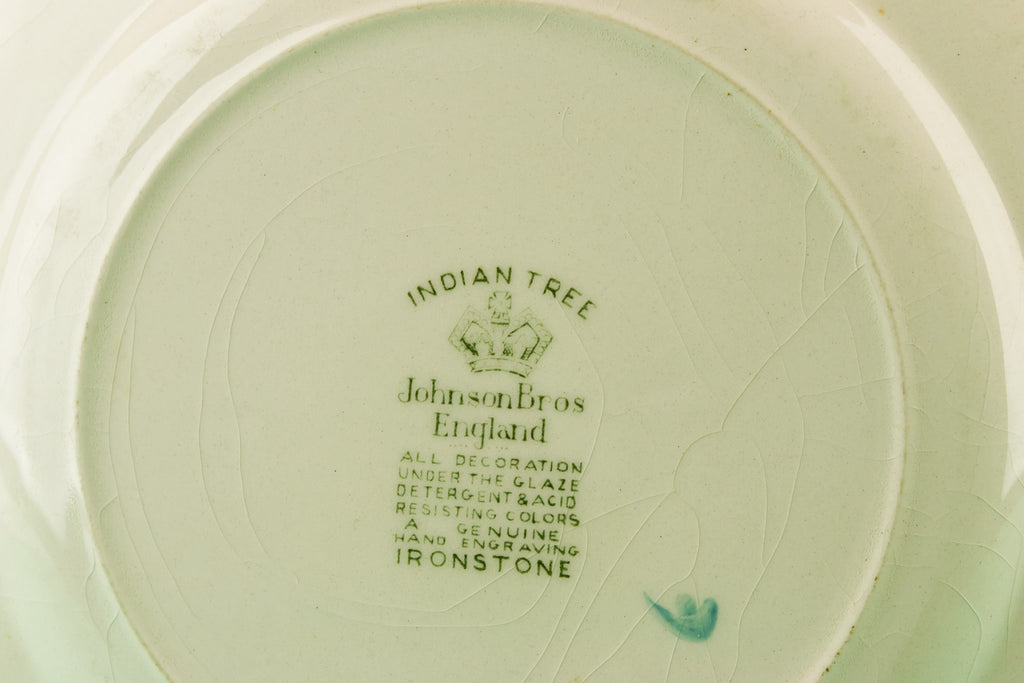 INDIAN TREE
Johnson Bros
England
ALL DECORATION
UNDER THE GLAZE
DETERGENT & ACID
RESISTING COLORS
A GENUINE
HAND ENGRAVING
IRONSTONE